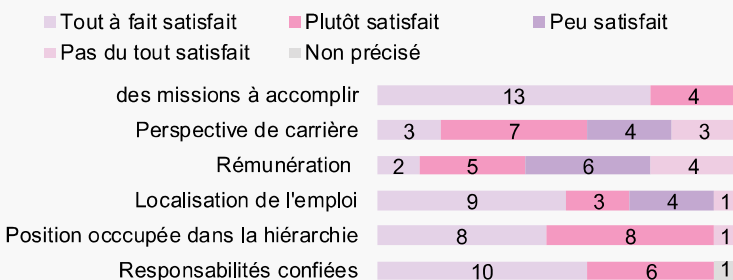 Tout à fait satisfait Plutôt satisfait Peu satisfait
Pas du tout satisfait Non précisé
des missions à accomplir 13 4
Perspective de carrière 3 7 4 3
Rémunération 2 5 6 4
Localisation de l'emploi 9 3 4 1
Position occcupée dans la hiérarchie 8 8 1
Responsabilités confiées 10 6 1